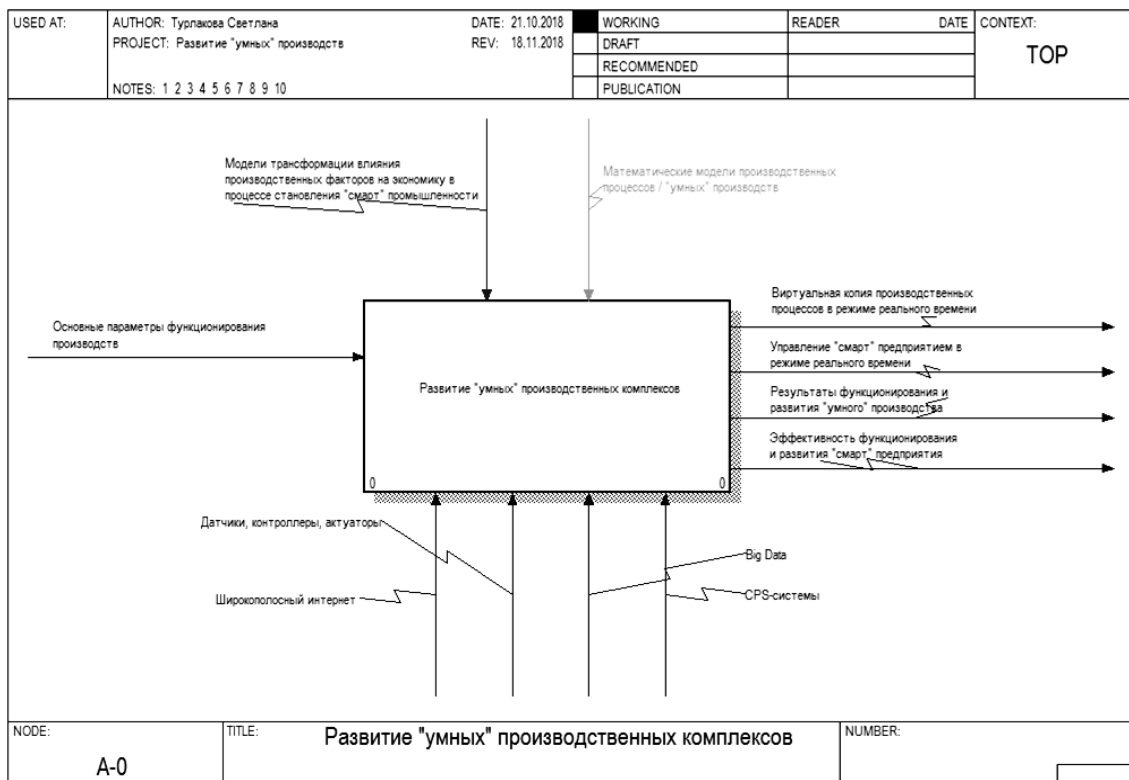 USED AT:
AUTHOR: Турлакова Светлана
DATE: 21.10.2018
WORKING
READER
DATE
CONTEXT:
PROJECT: Развитие "умных" производств
REV: 18.11.2018
DRAFT
TOP
RECOMMENDED
NOTES: 1 2 3 4 5 6 7 8 9 10
PUBLICATION
Модели трансформации влияния
производственных факторов на экономику в
процессе становления "смарт" промышленности
Математические модели производственных
процессов / "умных" производств
Основные параметры функционирования
производств
Развитие "умных" производственных комплексов
0
0
Виртуальная копия производственных
процессов в режиме реального времени
Управление "смарт" предприятием в
режиме реального времени
Результаты функционирования и
развития "умного" производства
Эффективность функционирования
и развития "смарт" предприятия
Датчики, контроллеры, актуаторы
Широкополосный интернет
Big Data
CPS-системы
NODE:
A-0
TITLE:
Развитие "умных" производственных комплексов
NUMBER: